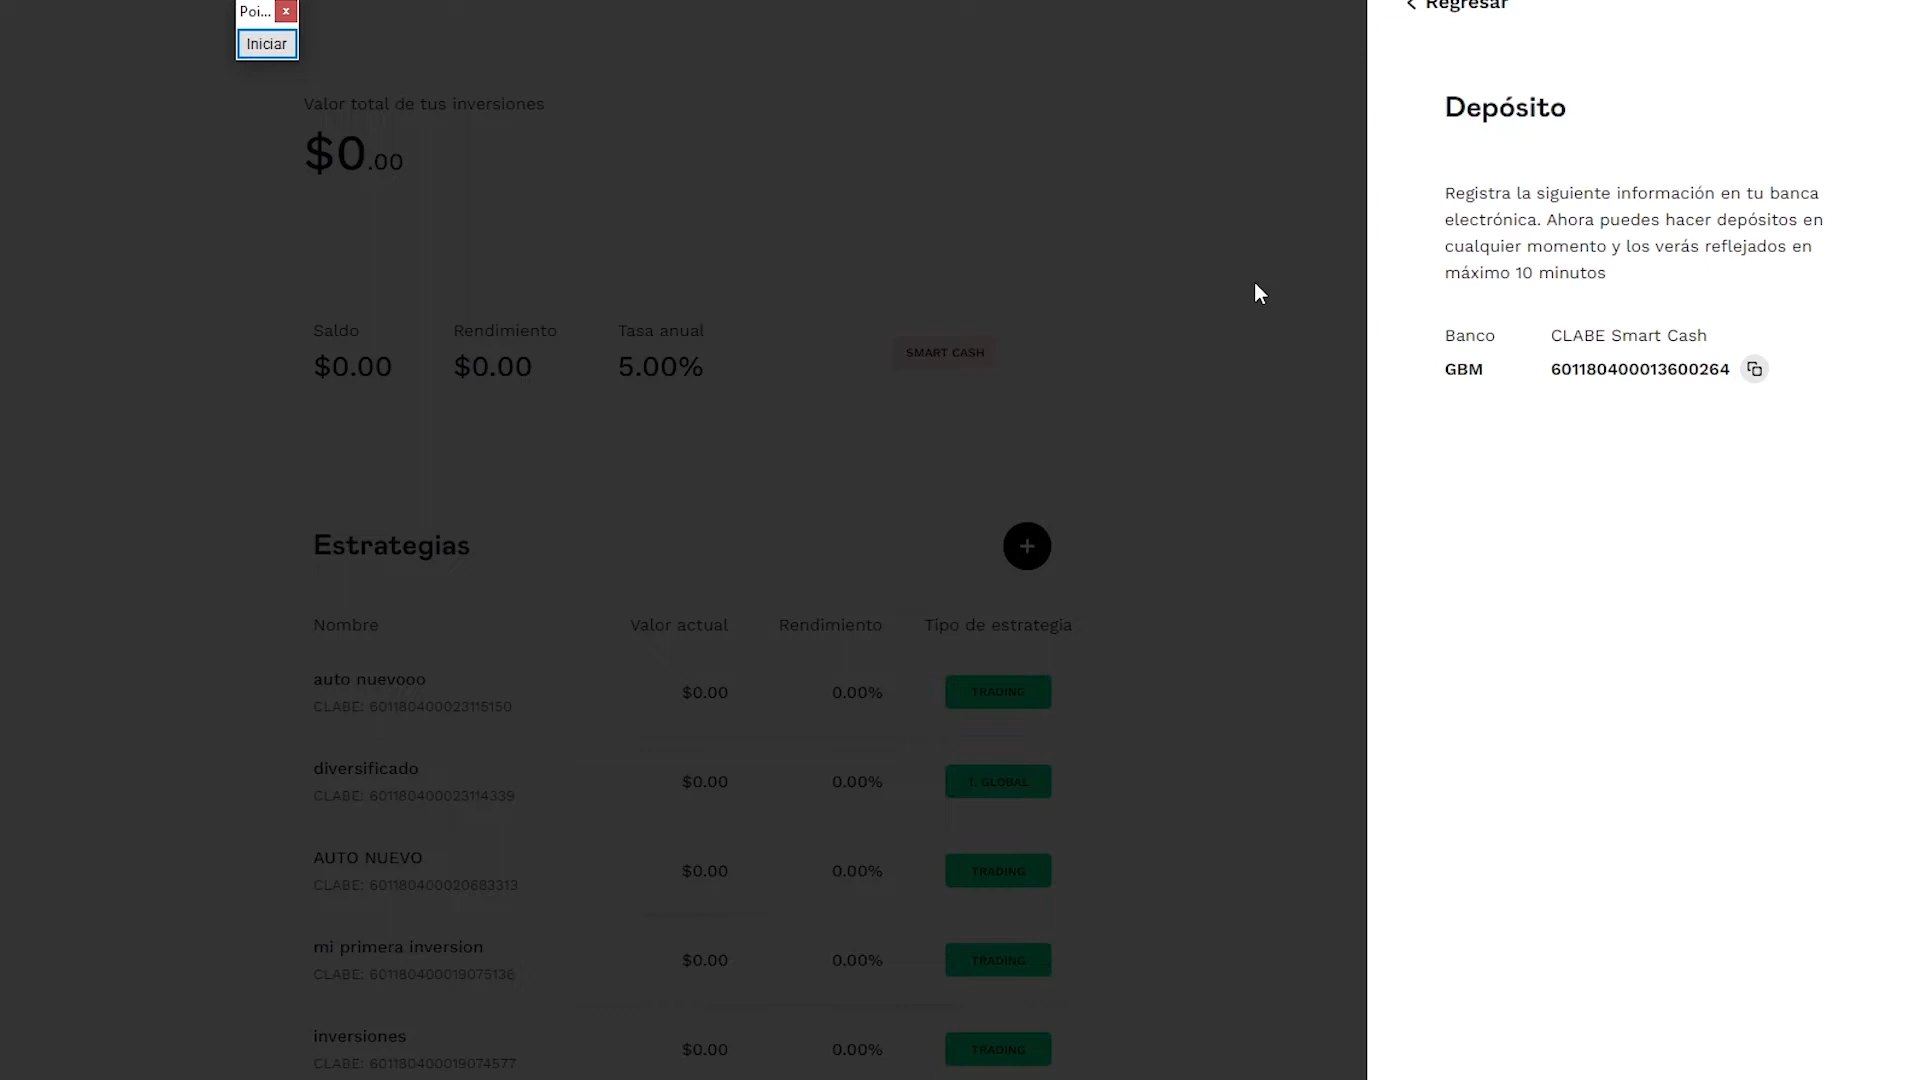 Poi...
x
Iniciar
Valor total de tus inversiones
$0.00
Saldo
Rendimiento
Tasa anual
$0.00
$0.00
5.00%
SMART CASH
Estrategias
+
Nombre
Valor actual
Rendimiento
Tipo de estrategia
auto nuevooo
CLABE: 601180400023115150
$0.00
0.00%
TRADING
diversificado
CLABE: 601180400023114339
$0.00
0.00%
T. GLOBAL
AUTO NUEVO
CLABE: 601180400020683313
$0.00
0.00%
TRADING
mi primera inversion
CLABE: 601180400019075136
$0.00
0.00%
TRADING
inversiones
CLABE: 601180400019074577
$0.00
0.00%
TRADING
Regresar
Depósito
Registra la siguiente información en tu banca
electrónica. Ahora puedes hacer depósitos en
cualquier momento y los verás reflejados en
máximo 10 minutos
Banco
CLABE Smart Cash
GBM
601180400013600264